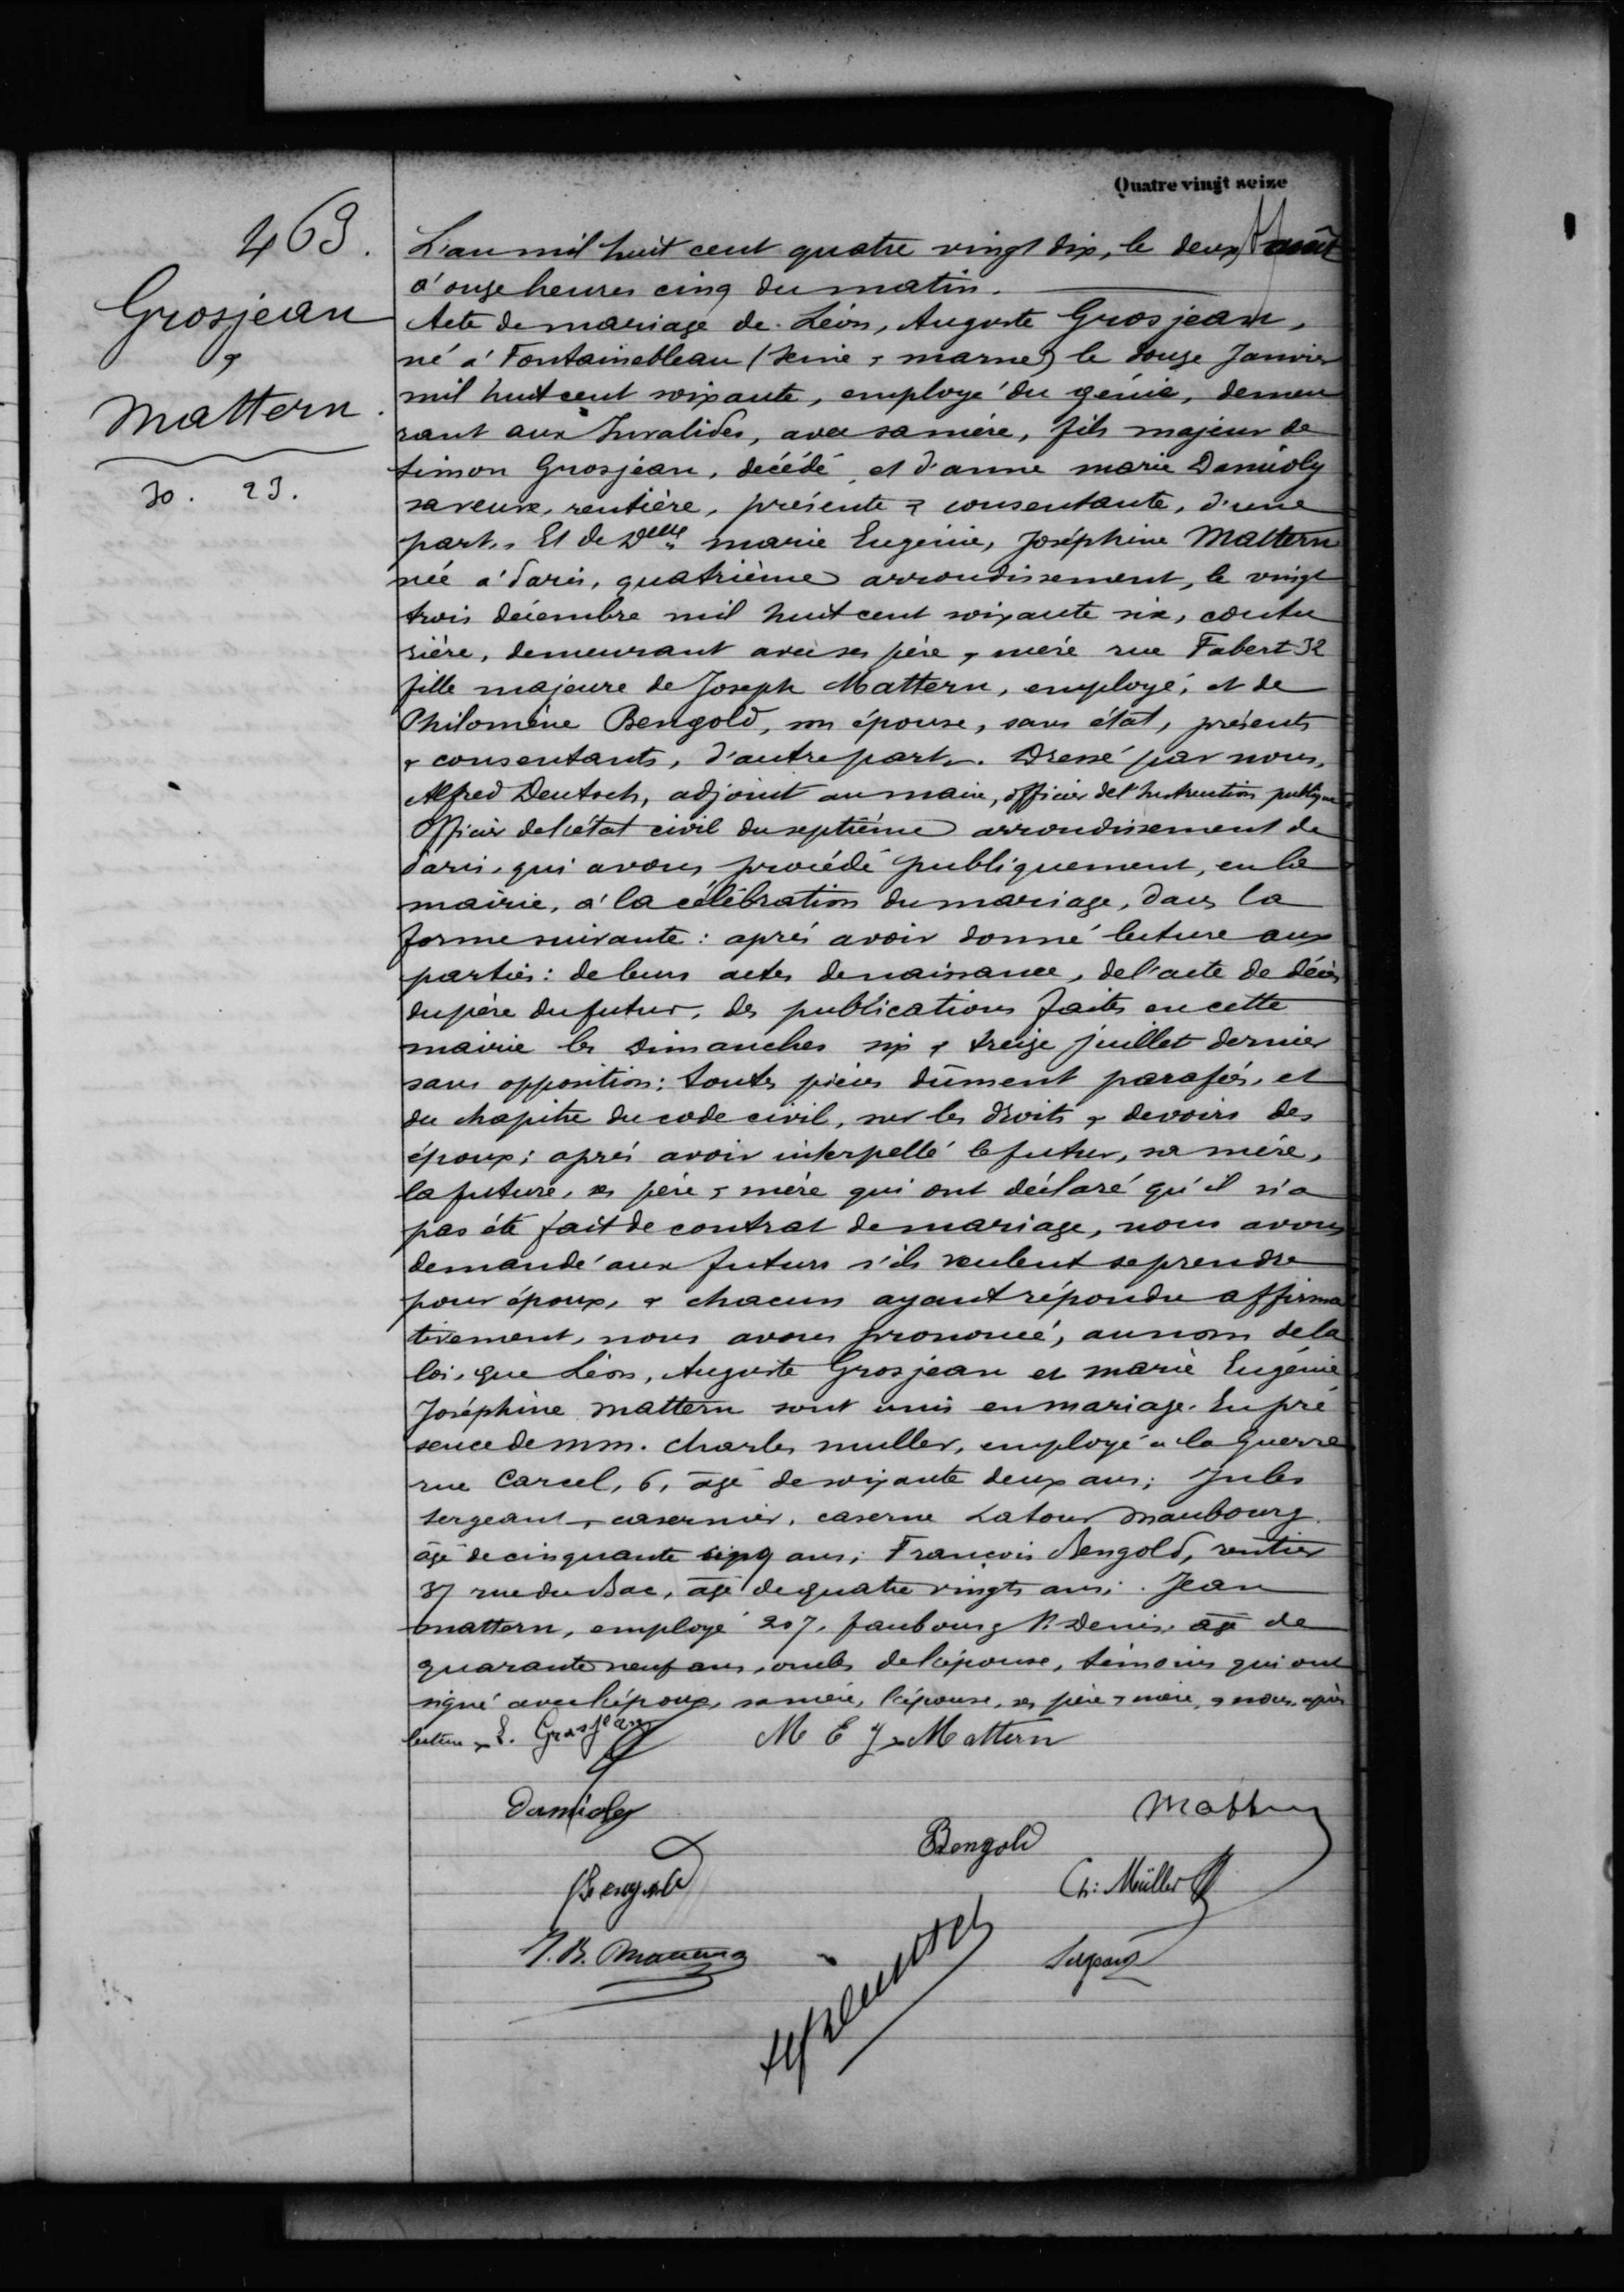 Quatre vingt seize
463.
Grosjean
&
Mattern.
30. 23.
L'an mil huit cent quatre vingt dix, le deux août
à onze heures cinq du matin.
Acte de mariage de Léon, Auguste Grosjean,
né à Fontainebleau (Seine & marne) le douze Janvier
mil huit cent soixante, employé du génie, demeu
rant aux Invalides, avec sa mère, fils majeur de
Simon Grosjean, décédé, et d'anne marie Damidly
sa veuve, rentière, présente & consentante, d'une
part. Et de Delle marie Eugénie, Joséphine Mattern
née à Paris, quatrième arrondissement, le vingt
trois décembre mil huit cent soixante six, coutu
rière, demeurant avec ses père & mère rue Fabert 32
fille majeure de Joseph Mattern, employé, et de
Philomène Bengold, son épouse, sans état, présents
& consentants, d'autre part. Dressé par nous,
Alfred Deutsch, adjoint au maire, officier de l'Instruction publique
Officier de l'état civil du septième arrondissement de
Paris, qui avons procédé publiquement, en la
mairie, à la célébration du mariage, dans la
forme suivante : après avoir donné lecture aux
parties : de leurs actes de naissance, de l'acte de décès
du père du futur, des publications faites en cette
mairie les Dimanches six & treize juillet dernier
sans opposition ; toutes pièces dûment parafées, et
du chapitre du code civil, sur les droits & devoirs des
époux ; après avoir interpellé le futur, sa mère,
la future, ses père & mère qui ont déclaré qu'il n'a
pas été fait de contrat de mariage, nous avons
demandé aux futurs s'ils veulent se prendre
pour époux, & chacun ayant répondu affirma
tivement, nous avons prononcé, au nom de la
loi, que Léon, Auguste Grosjean et marie Eugénie
Joséphine mattern sont unis en mariage. En pré
sence de mm. Charles muller, employé à la Guerre
rue Carcel, 6, âgé de soixante deux ans ; Jules
Sergeant, casernier, caserne Latour Maubourg
âgé de cinquante cinq ans ; François Bengold, rentier
37 rue du Bac, âgé de quatre vingts ans ; Jean
mattern, employé 207, faubourg St. Denis, âgé de
quarante neuf ans, oncles de l'épouse, témoins qui ont
signé avec l'époux, sa mère, l'épouse, ses père & mère, & nous, après
lecture. L. Grosjean M E J Mattern
Damidly Mattern
Bengold
Bengold Ch: Müller
J. B. Mattern